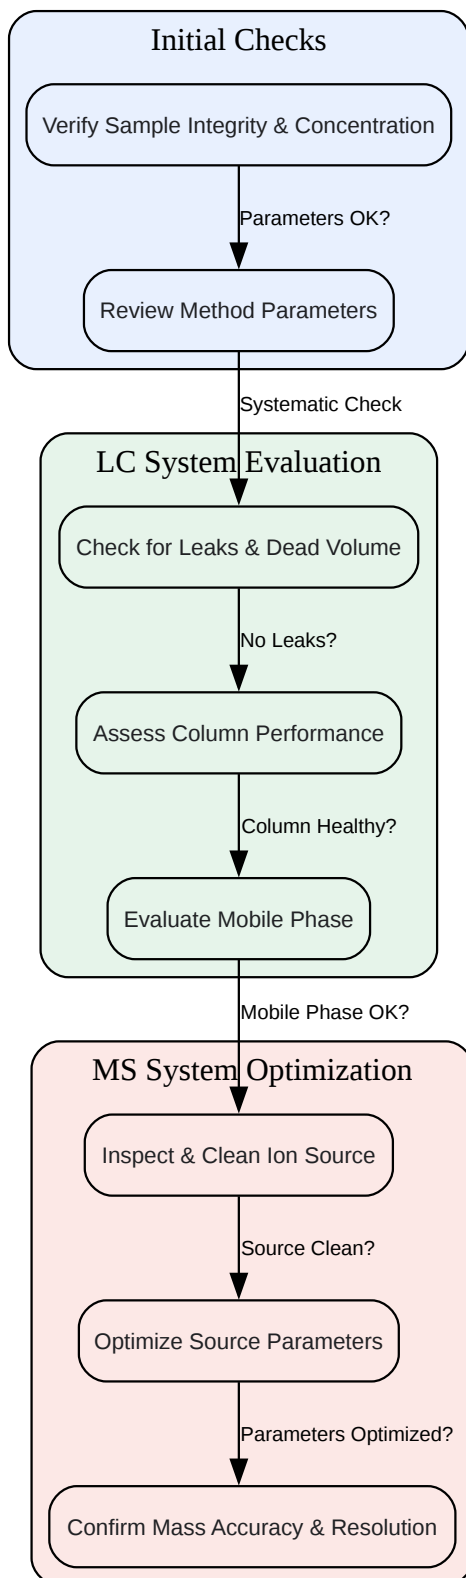 Initial Checks
Verify Sample Integrity & Concentration
Parameters OK?
Review Method Parameters
Systematic Check
LC System Evaluation
Check for Leaks & Dead Volume
No Leaks?
Assess Column Performance
Column Healthy?
Evaluate Mobile Phase
Mobile Phase OK?
MS System Optimization
Inspect & Clean Ion Source
Source Clean?
Optimize Source Parameters
Parameters Optimized?
Confirm Mass Accuracy & Resolution